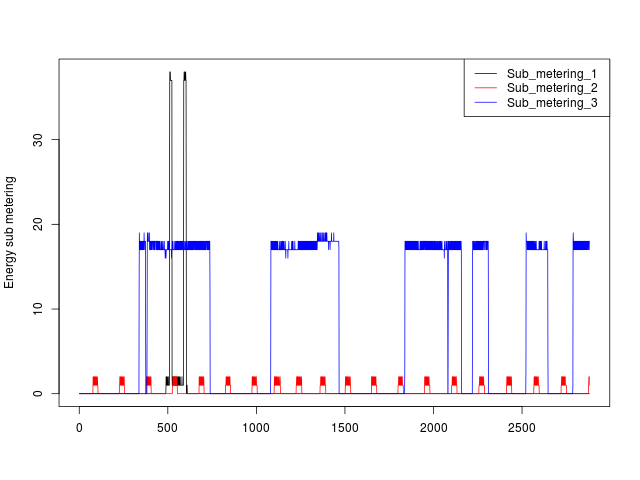 Sub_metering_1
Sub_metering_2
Sub_metering_3
Energy sub metering
30
20
10
0
0 500 1000 1500 2000 2500